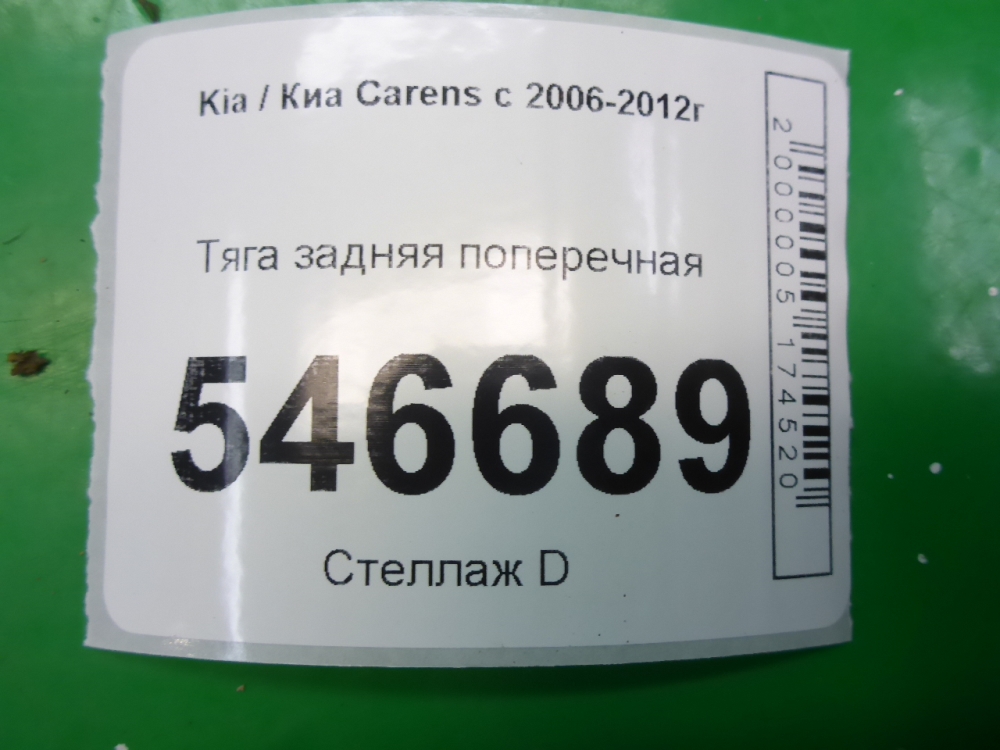 Kia / Киа Carens с 2006-2012г
Тяга задняя поперечная
546689
Стеллаж D
2000005174520